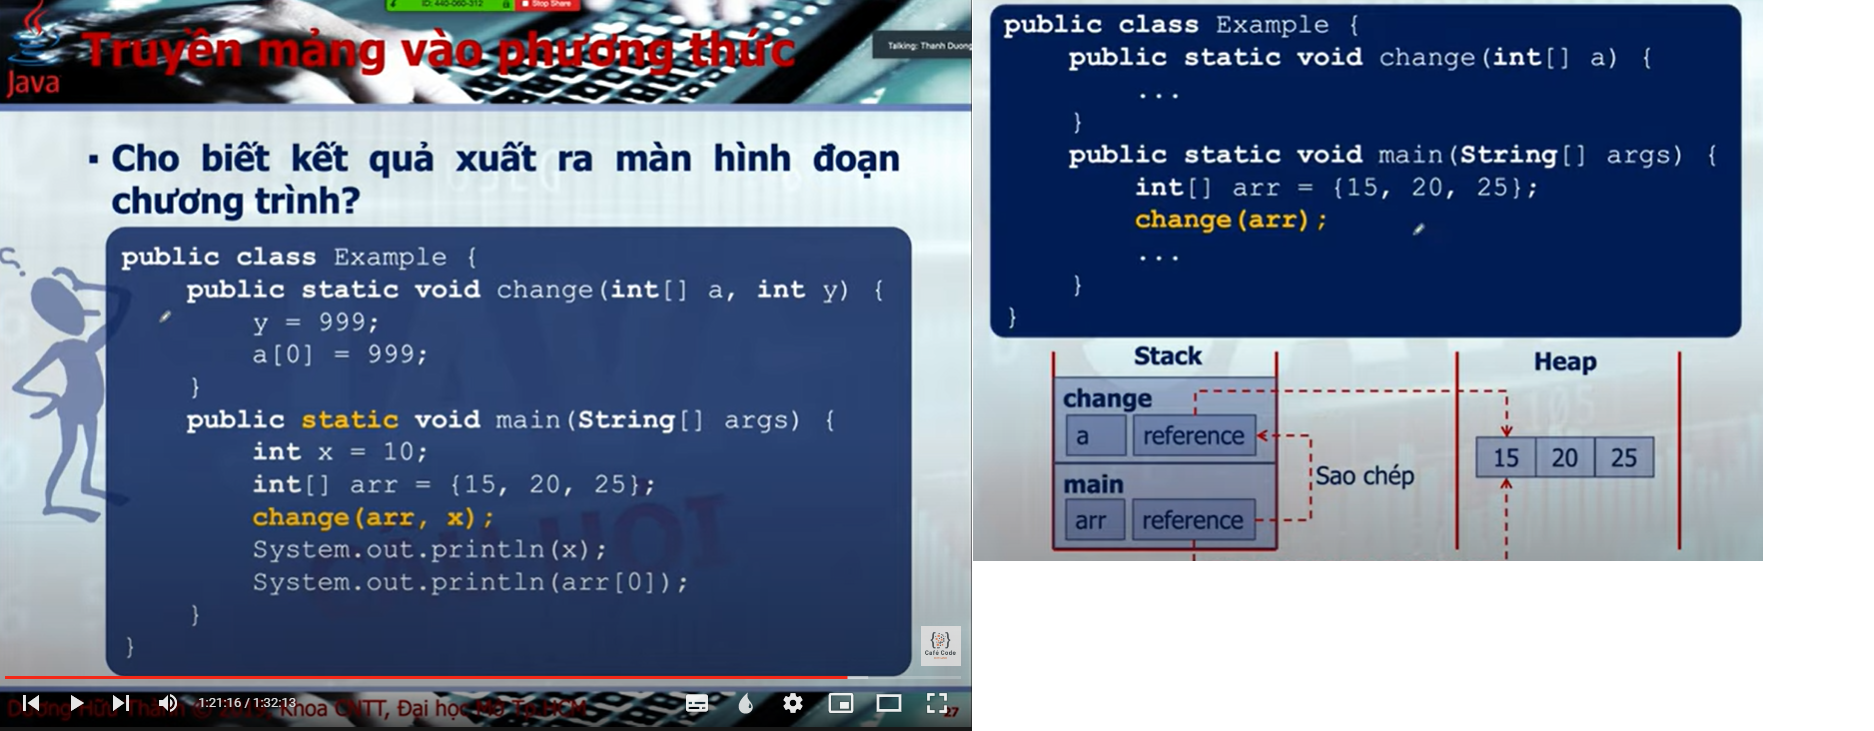 ID: 440-060-312 Stop Share
Java
Truyền mảng vào phương thức
Talking: Thanh Duong
▪ Cho biết kết quả xuất ra màn hình đoạn
chương trình?
public class Example {
public static void change(int[] a, int y) {
y = 999;
a[0] = 999;
}
public static void main(String[] args) {
int x = 10;
int[] arr = {15, 20, 25};
change(arr, x);
System.out.println(x);
System.out.println(arr[0]);
}
}
{ }
Café Code
1:21:16 / 1:32:13
Dương Hữu Thành © 2019, Khoa CNTT, Đại học Mở Tp.HCM
27
public class Example {
public static void change(int[] a) {
...
}
public static void main(String[] args) {
int[] arr = {15, 20, 25};
change(arr);
...
}
}
Stack
Heap
change
a reference
15 20 25
Sao chép
main
arr reference